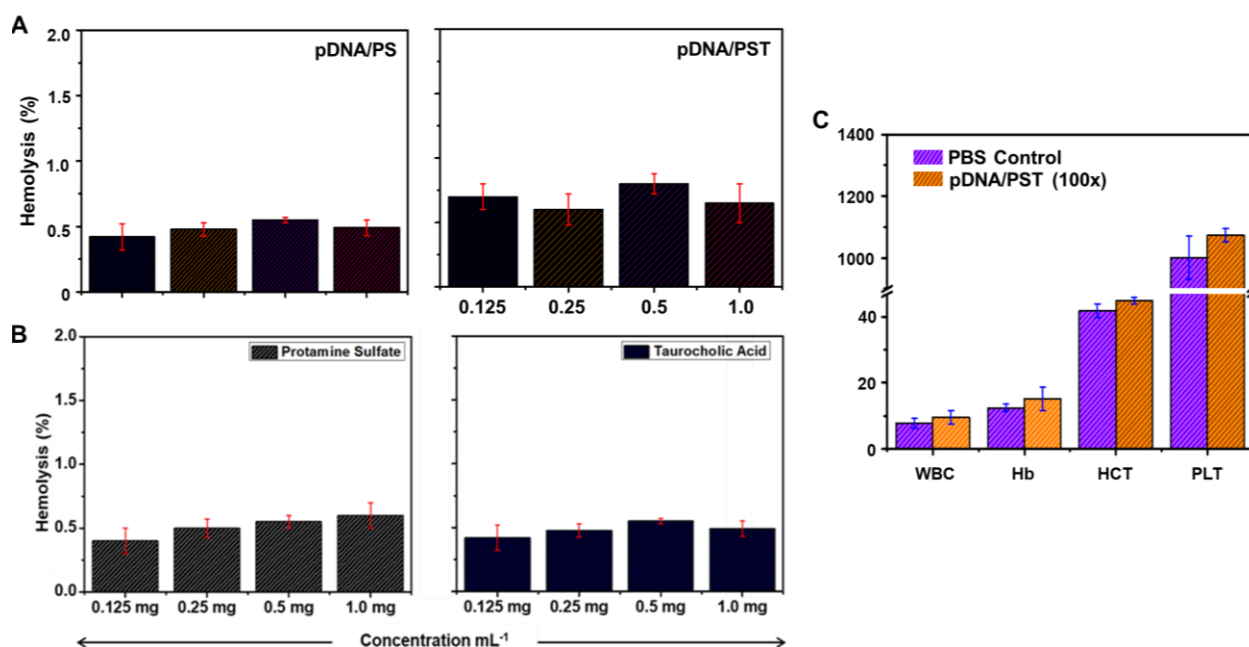 A
2.0
1.5
1.0
0.5
0
Hemolysis (%)
pDNA/PS
pDNA/PST
0.125 0.25 0.5 1.0
B
2.0
1.5
1.0
0.5
0.0
Hemolysis (%)
Protamine Sulfate
Taurocholic Acid
0.125 mg 0.25 mg 0.5 mg 1.0 mg
0.125 mg 0.25 mg 0.5 mg 1.0 mg
Concentration mL⁻¹
C
1400
1200
1000
40
20
0
PBS Control
pDNA/PST (100x)
WBC Hb HCT PLT